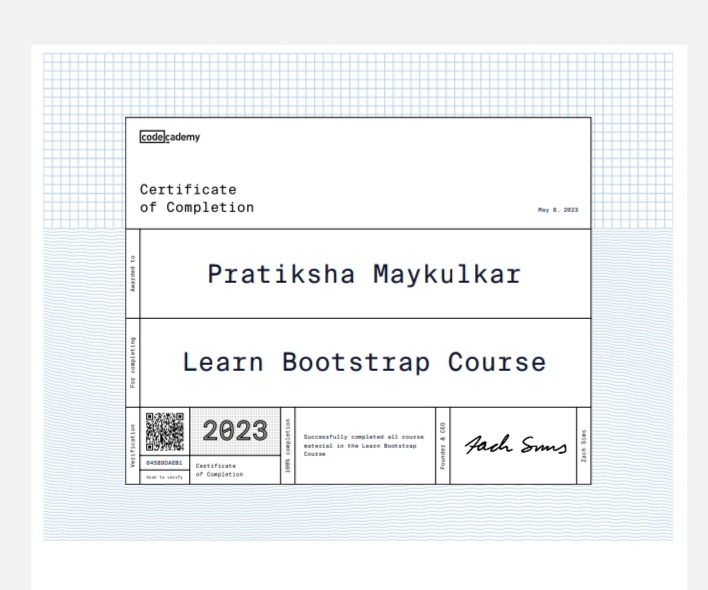 codecademy
Certificate
of Completion
May 8, 2023
Awarded to
Pratiksha Maykulkar
For completing
Learn Bootstrap Course
Verification
645890AEB1
Scan to verify
2023
Certificate
of Completion
100% completion
Successfully completed all course
material in the Learn Bootstrap
Course
Founder & CEO
Zach Sims
Zach Sims